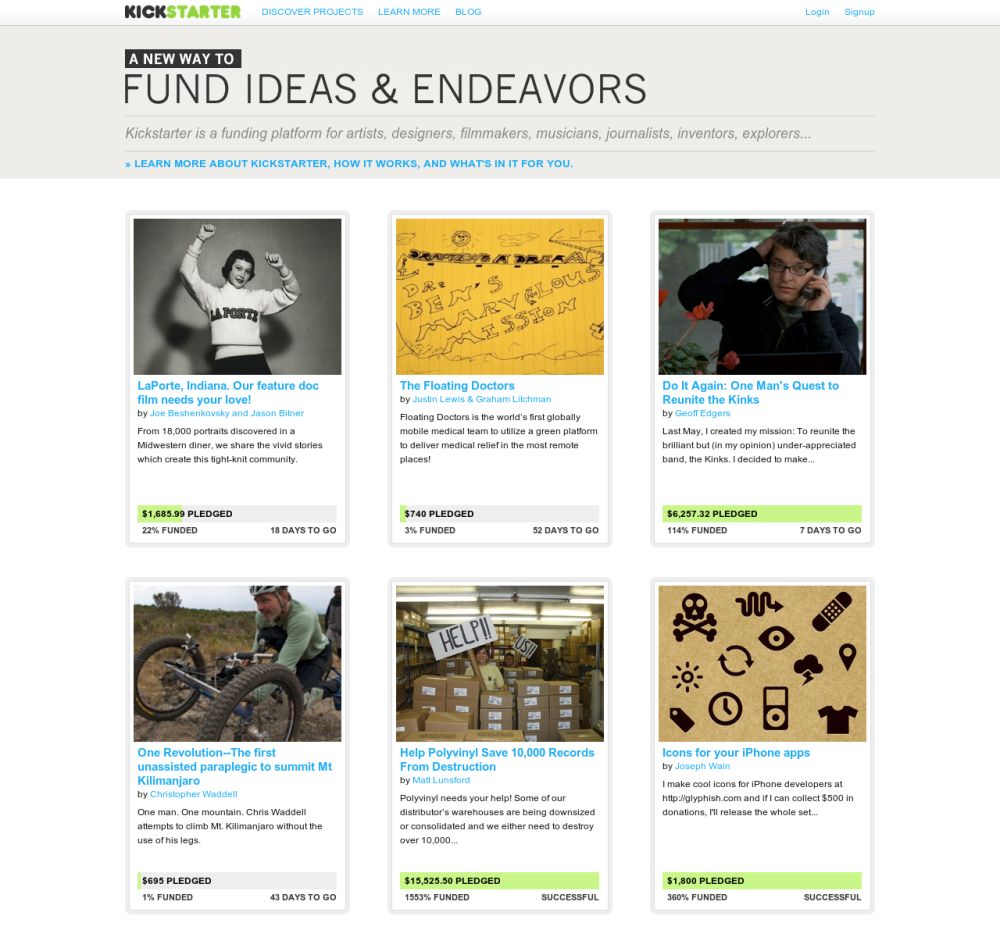 KICKSTARTER DISCOVER PROJECTS LEARN MORE BLOG Login Signup
A NEW WAY TO
FUND IDEAS & ENDEAVORS
Kickstarter is a funding platform for artists, designers, filmmakers, musicians, journalists, inventors, explorers...
» LEARN MORE ABOUT KICKSTARTER, HOW IT WORKS, AND WHAT'S IN IT FOR YOU.
LA PORTE
LaPorte, Indiana. Our feature doc
film needs your love!
by Joe Beshenkovsky and Jason Bitner
From 18,000 portraits discovered in a
Midwestern diner, we share the vivid stories
which create this tight-knit community.
$1,685.99 PLEDGED
22% FUNDED 18 DAYS TO GO
DR. BEN'S
MARVELOUS
MISSION
The Floating Doctors
by Justin Lewis & Graham Litchman
Floating Doctors is the world's first globally
mobile medical team to utilize a green platform
to deliver medical relief in the most remote
places!
$740 PLEDGED
3% FUNDED 52 DAYS TO GO
Do It Again: One Man's Quest to
Reunite the Kinks
by Geoff Edgers
Last May, I created my mission: To reunite the
brilliant but (in my opinion) under-appreciated
band, the Kinks. I decided to make...
$6,257.32 PLEDGED
114% FUNDED 7 DAYS TO GO
One Revolution--The first
unassisted paraplegic to summit Mt
Kilimanjaro
by Christopher Waddell
One man. One mountain. Chris Waddell
attempts to climb Mt. Kilimanjaro without the
use of his legs.
$695 PLEDGED
1% FUNDED 43 DAYS TO GO
HELP!!
US!!
Help Polyvinyl Save 10,000 Records
From Destruction
by Matt Lunsford
Polyvinyl needs your help! Some of our
distributor's warehouses are being downsized
or consolidated and we either need to destroy
over 10,000...
$15,525.50 PLEDGED
1553% FUNDED SUCCESSFUL
Icons for your iPhone apps
by Joseph Wain
I make cool icons for iPhone developers at
http://glyphish.com and if I can collect $500 in
donations, I'll release the whole set...
$1,800 PLEDGED
360% FUNDED SUCCESSFUL